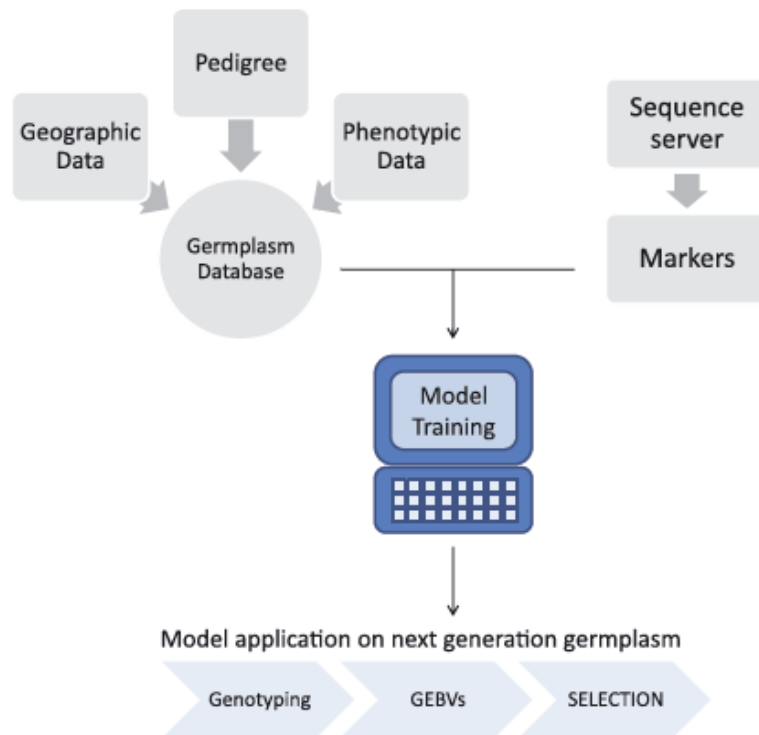 Pedigree
Geographic
Data
Phenotypic
Data
Sequence
server
Germplasm
Database
Markers
Model
Training
Model application on next generation germplasm
Genotyping
GEBVs
SELECTION